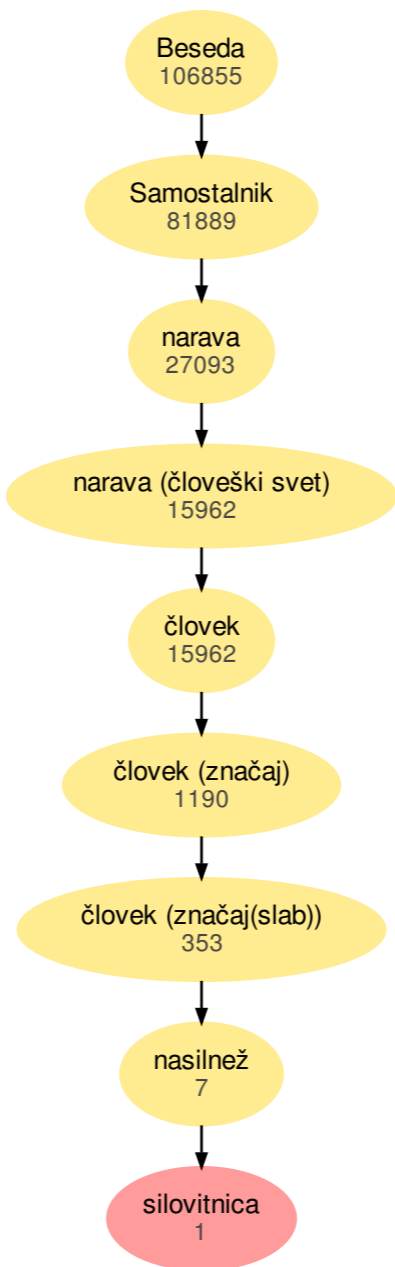 Beseda
106855
Samostalnik
81889
narava
27093
narava (človeški svet)
15962
človek
15962
človek (značaj)
1190
človek (značaj(slab))
353
nasilnež
7
silovitnica
1